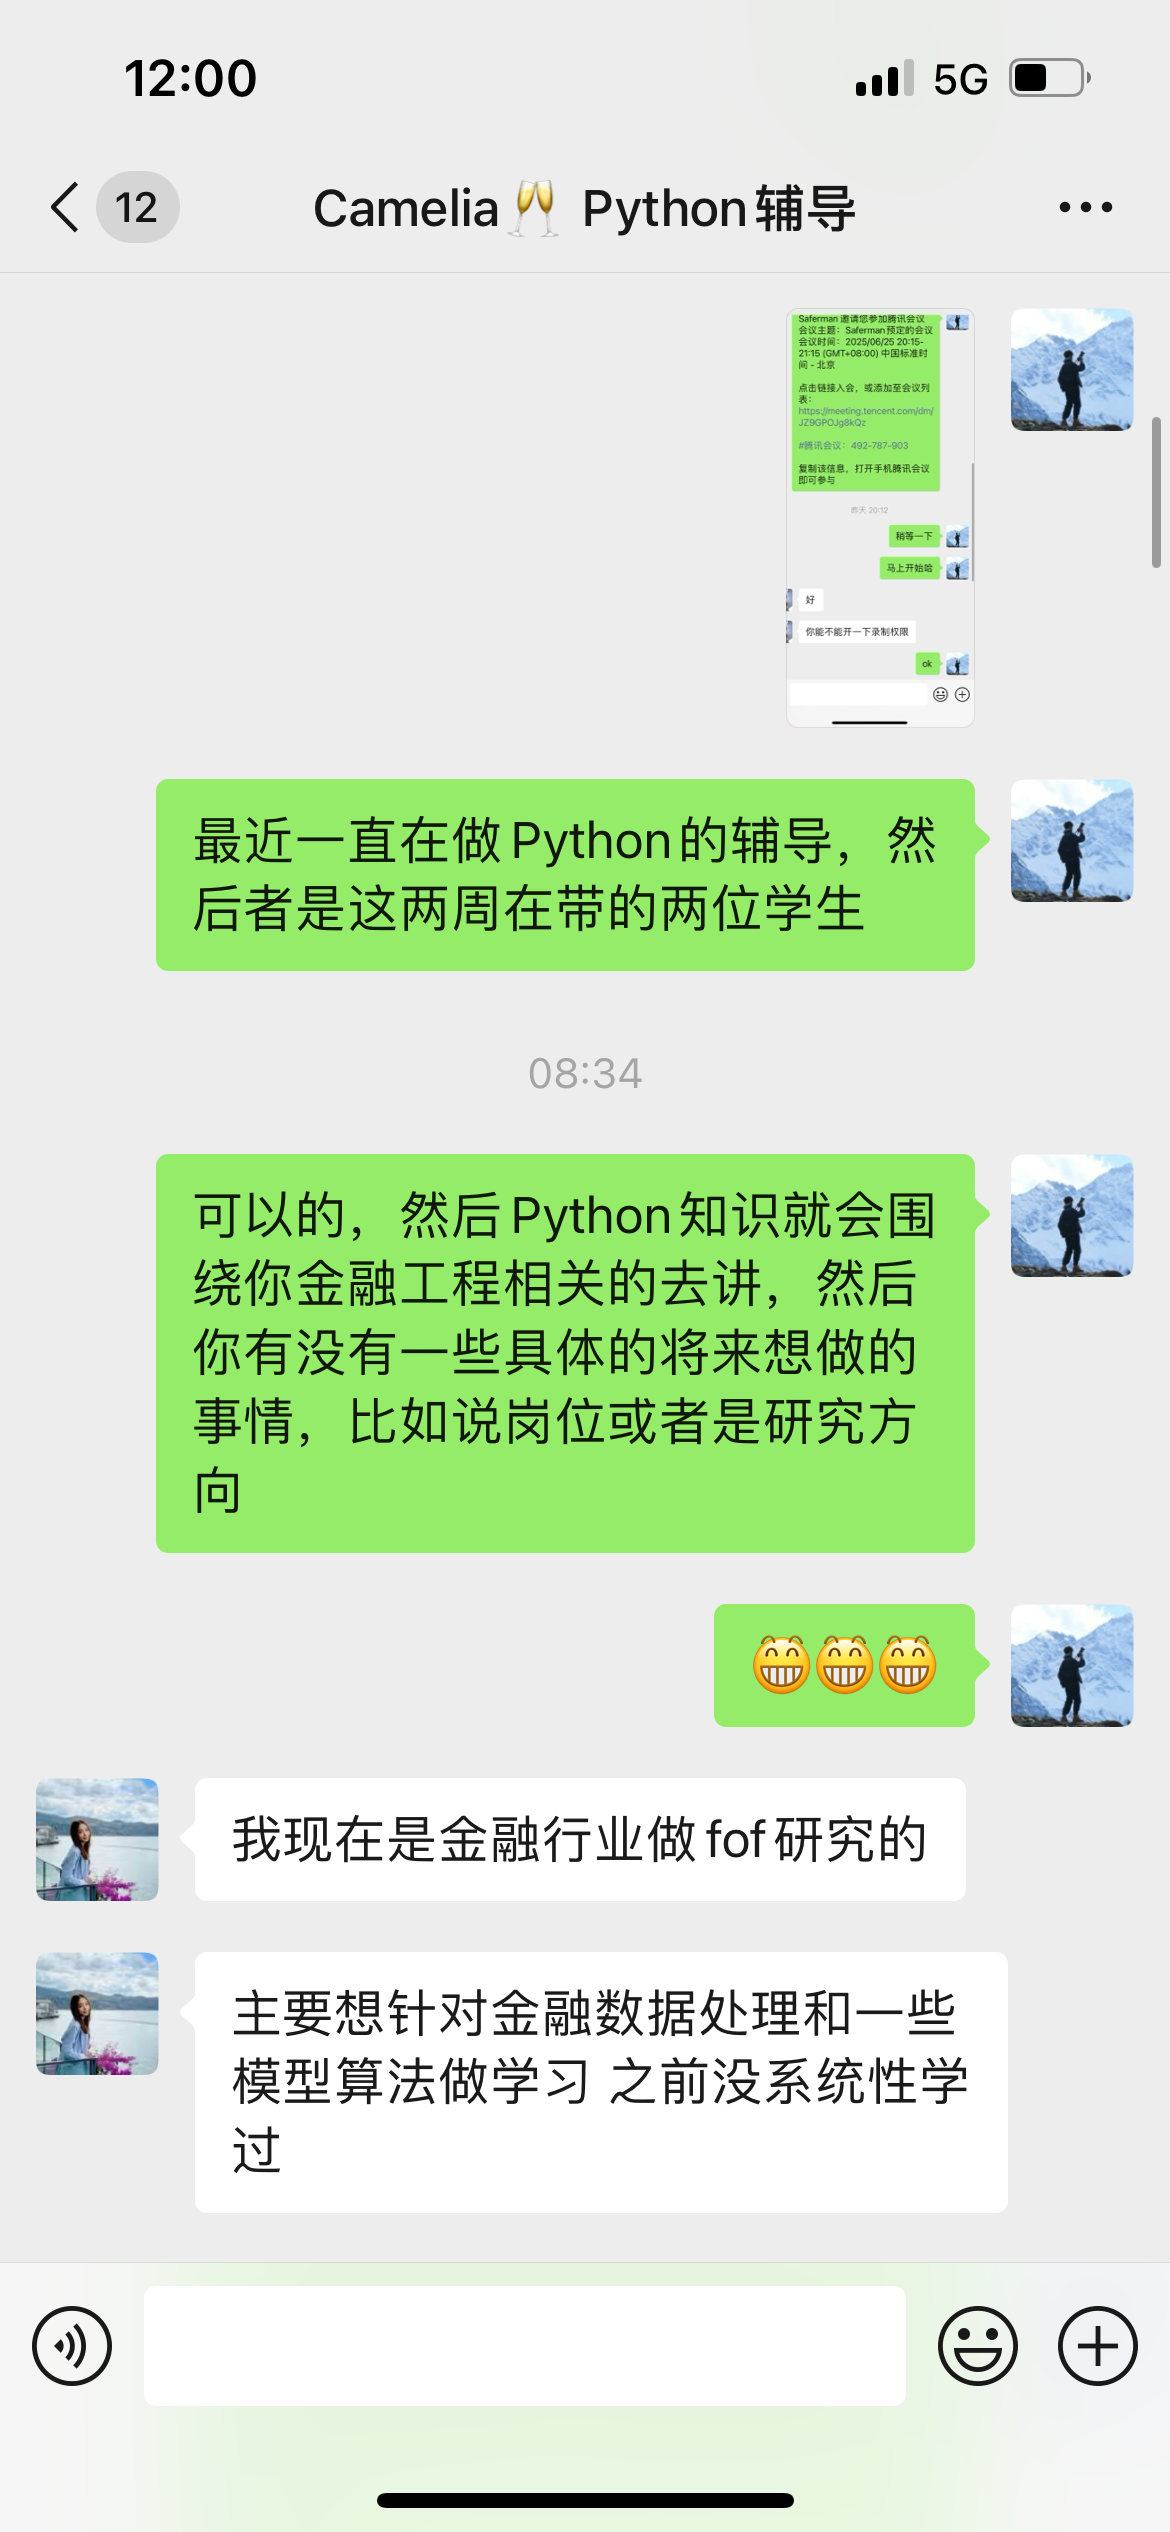 12:00
5G
12
Camelia🥂 Python辅导
Saferman 邀请您参加腾讯会议
会议主题：Saferman预定的会议
会议时间：2025/06/25 20:15-
21:15 (GMT+08:00) 中国标准时
间 - 北京
点击链接入会，或添加至会议列
表：
https://meeting.tencent.com/dm/
JZ9GPOJg8kQz
#腾讯会议：492-787-903
复制该信息，打开手机腾讯会议
即可参与
昨天 20:12
稍等一下
马上开始哈
好
你能不能开一下录制权限
ok
最近一直在做Python的辅导，然
后者是这两周在带的两位学生
08:34
可以的，然后Python知识就会围
绕你金融工程相关的去讲，然后
你有没有一些具体的将来想做的
事情，比如说岗位或者是研究方
向
😁😁😁
我现在是金融行业做fof研究的
主要想针对金融数据处理和一些
模型算法做学习 之前没系统性学
过